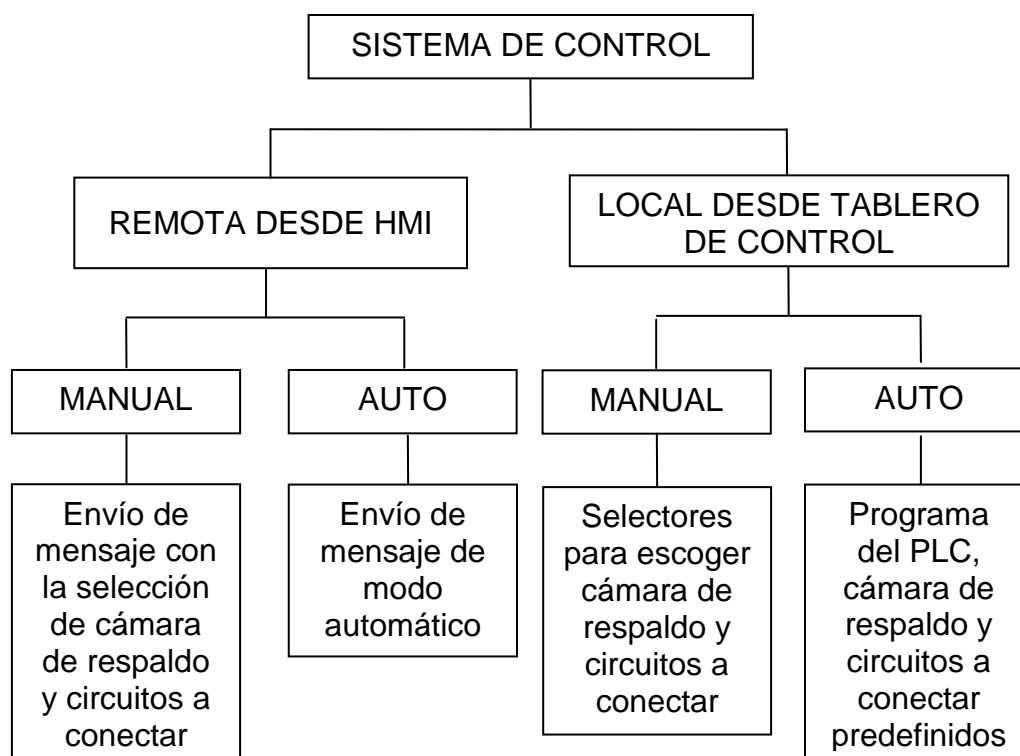 SISTEMA DE CONTROL
REMOTA DESDE HMI
LOCAL DESDE TABLERO
DE CONTROL
MANUAL
AUTO
MANUAL
AUTO
Envío de
mensaje con
la selección
de cámara
de respaldo
y circuitos a
conectar
Envío de
mensaje de
modo
automático
Selectores
para escoger
cámara de
respaldo y
circuitos a
conectar
Programa
del PLC,
cámara de
respaldo y
circuitos a
conectar
predefinidos